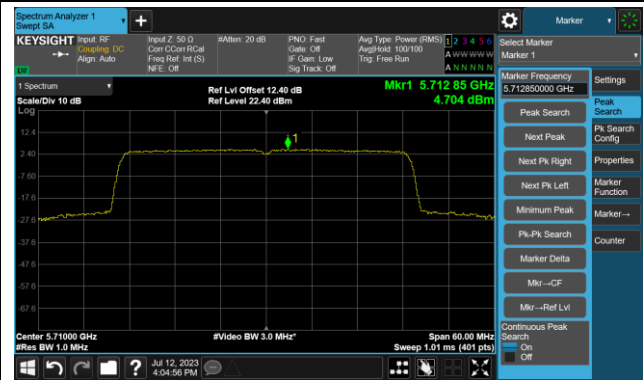 Spectrum Analyzer 1
Swept SA
Marker
KEYSIGHT
Input: RF
Coupling: DC
Align: Auto
Input Z: 50 Ω
Corr CCorr RCal
Freq Ref: Int (S)
NFE: Off
#Atten: 20 dB
PNO: Fast
Gate: Off
IF Gain: Low
Sig Track: Off
Avg Type: Power (RMS)
Avg|Hold: 100/100
Trig: Free Run
1 2 3 4 5 6
A W W W W W
A N N N N N
Select Marker
Marker 1
1 Spectrum
Scale/Div 10 dB
Log
Ref Lvl Offset 12.40 dB
Ref Level 22.40 dBm
Mkr1 5.712 85 GHz
4.704 dBm
12.4
2.40
-7.60
-17.6
-27.6
-37.6
-47.6
-57.6
-67.6
1
Center 5.71000 GHz
#Res BW 1.0 MHz
#Video BW 3.0 MHz*
Span 60.00 MHz
Sweep 1.01 ms (401 pts)
Marker Frequency
5.712850000 GHz
Peak Search
Next Peak
Next Pk Right
Next Pk Left
Minimum Peak
Pk-Pk Search
Marker Delta
Mkr→CF
Mkr→Ref Lvl
Continuous Peak
Search
On
Off
Settings
Peak
Search
Pk Search
Config
Properties
Marker
Function
Marker→
Counter
Jul 12, 2023
4:04:56 PM